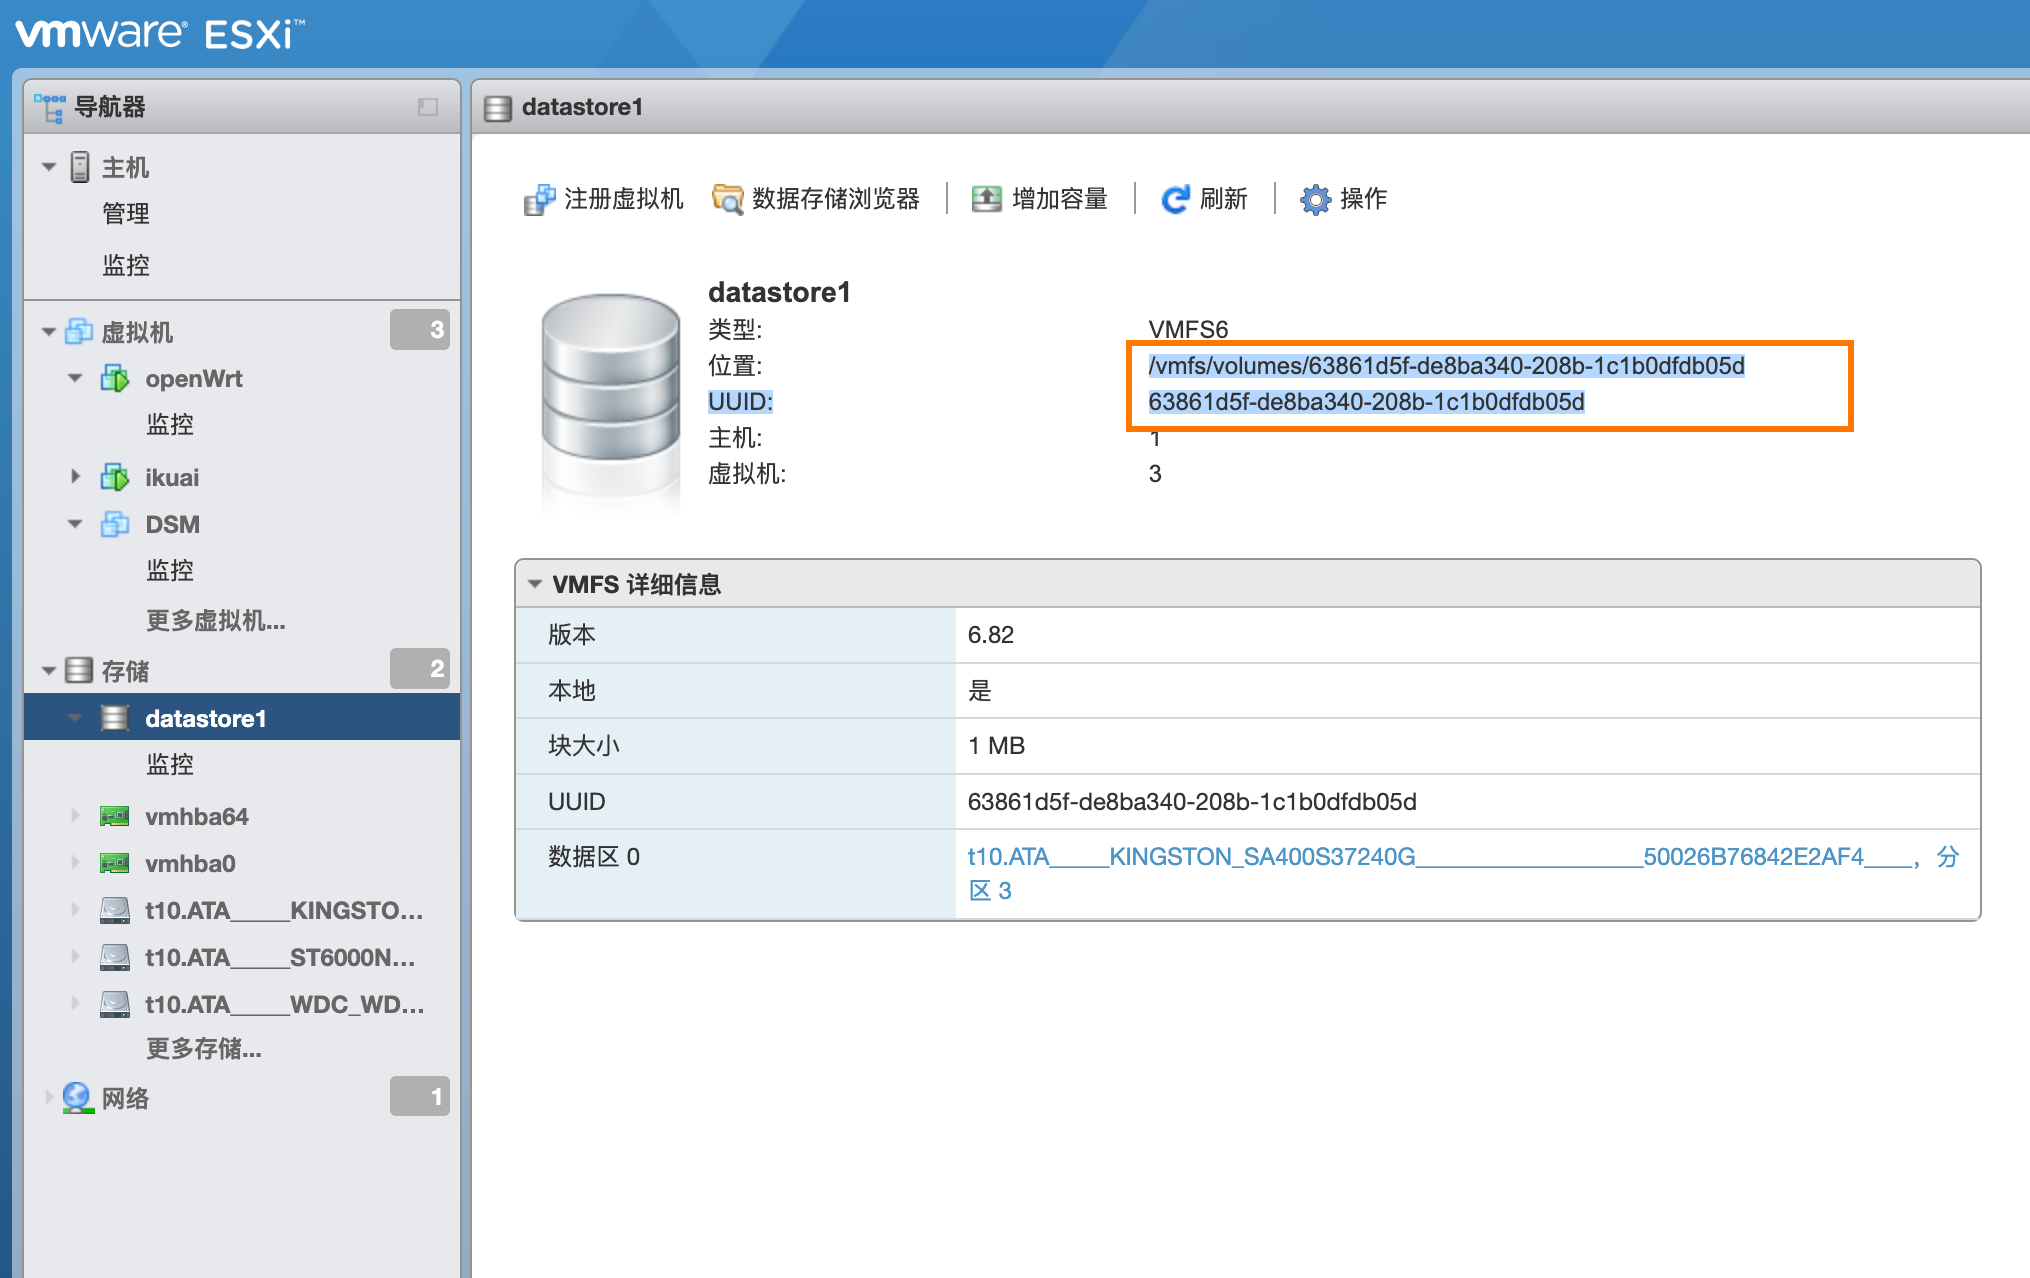 vmware® ESXi™
导航器
主机
管理
监控
虚拟机 3
openWrt
监控
ikuai
DSM
监控
更多虚拟机...
存储 2
datastore1
监控
vmhba64
vmhba0
t10.ATA_____KINGSTO...
t10.ATA_____ST6000N...
t10.ATA_____WDC_WD...
更多存储...
网络 1
datastore1
注册虚拟机 数据存储浏览器 增加容量 刷新 操作
datastore1
类型: VMFS6
位置: /vmfs/volumes/63861d5f-de8ba340-208b-1c1b0dfdb05d
UUID: 63861d5f-de8ba340-208b-1c1b0dfdb05d
主机: 1
虚拟机: 3
VMFS 详细信息
版本 6.82
本地 是
块大小 1 MB
UUID 63861d5f-de8ba340-208b-1c1b0dfdb05d
数据区 0 t10.ATA_____KINGSTON_SA400S37240G___________________50026B76842E2AF4____，分
区 3